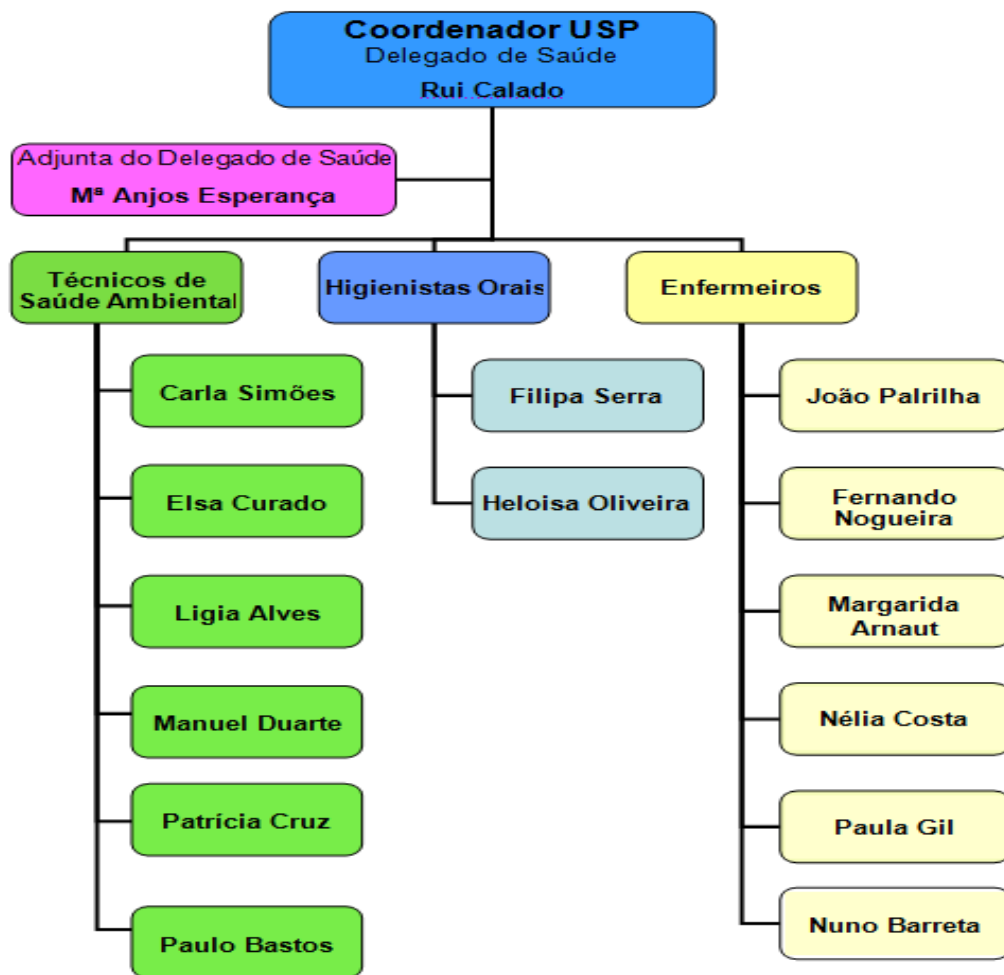 Coordenador USP
Delegado de Saúde
Rui Calado
Adjunta do Delegado de Saúde
Mª Anjos Esperança
Técnicos de
Saúde Ambiental
Carla Simões
Elsa Curado
Ligia Alves
Manuel Duarte
Patrícia Cruz
Paulo Bastos
Higienistas Orais
Filipa Serra
Heloisa Oliveira
Enfermeiros
João Palrilha
Fernando
Nogueira
Margarida
Arnaut
Nélia Costa
Paula Gil
Nuno Barreta